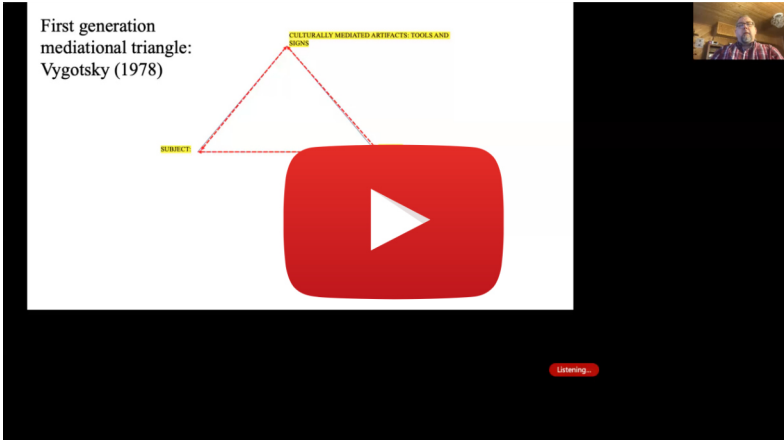 First generation
mediational triangle:
Vygotsky (1978)
CULTURALLY MEDIATED ARTIFACTS: TOOLS AND
SIGNS
SUBJECT:
Listening...